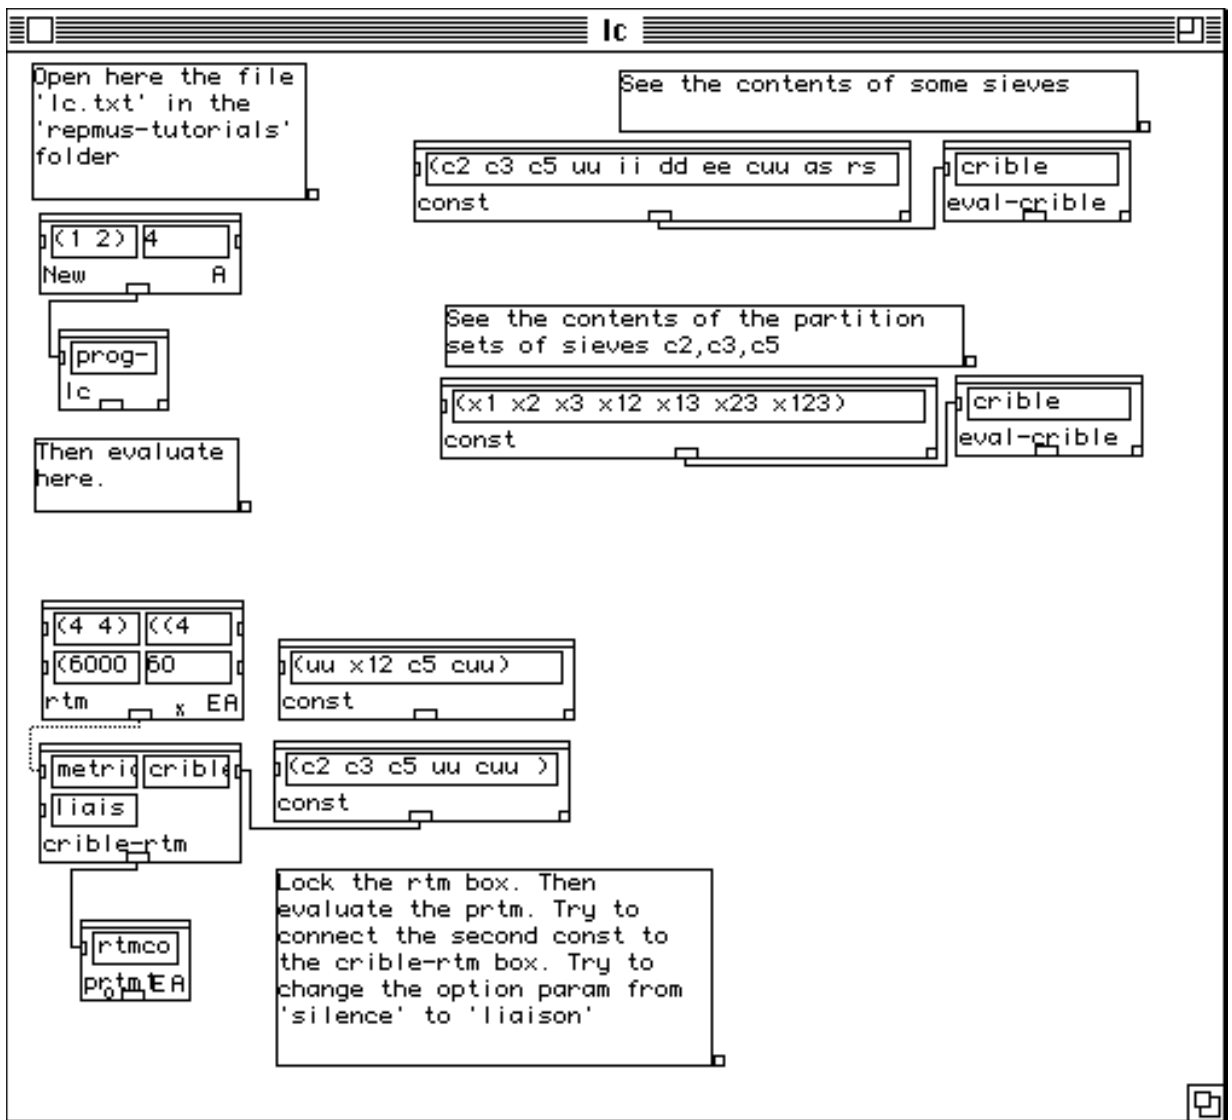 lc
Open here the file
'lc.txt' in the
'repmus-tutorials'
folder
See the contents of some sieves
(c2 c3 c5 uu ii dd ee cuu as rs
const
crible
eval-crible
(1 2) 4
New A
prog-
lc
See the contents of the partition
sets of sieves c2,c3,c5
(x1 x2 x3 x12 x13 x23 x123)
const
crible
eval-crible
Then evaluate
here.
(4 4) ((4
(6000 60
rtm x EA
(uu x12 c5 cuu)
const
metric crible
liais
crible-rtm
(c2 c3 c5 uu cuu )
const
Lock the rtm box. Then
evaluate the prtm. Try to
connect the second const to
the crible-rtm box. Try to
change the option param from
'silence' to 'liaison'
rtmco
EA